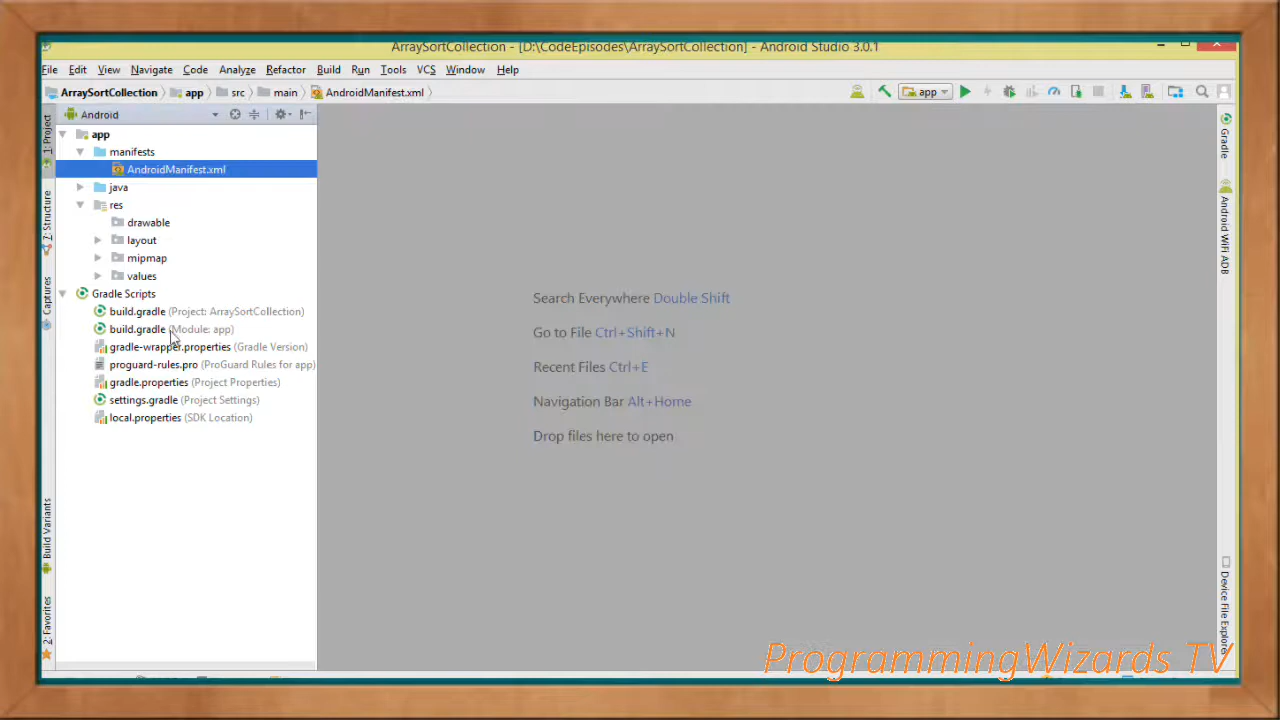 ArraySortCollection - [D:\CodeEpisodes\ArraySortCollection] - Android Studio 3.0.1
File Edit View Navigate Code Analyze Refactor Build Run Tools VCS Window Help
ArraySortCollection app src main AndroidManifest.xml app
1: Project
Z: Structure
Captures
Build Variants
2: Favorites
Android
app
manifests
AndroidManifest.xml
java
res
drawable
layout
mipmap
values
Gradle Scripts
build.gradle (Project: ArraySortCollection)
build.gradle (Module: app)
gradle-wrapper.properties (Gradle Version)
proguard-rules.pro (ProGuard Rules for app)
gradle.properties (Project Properties)
settings.gradle (Project Settings)
local.properties (SDK Location)
Search Everywhere Double Shift
Go to File Ctrl+Shift+N
Recent Files Ctrl+E
Navigation Bar Alt+Home
Drop files here to open
Gradle
Android WiFi ADB
Device File Explorer
ProgrammingWizards TV